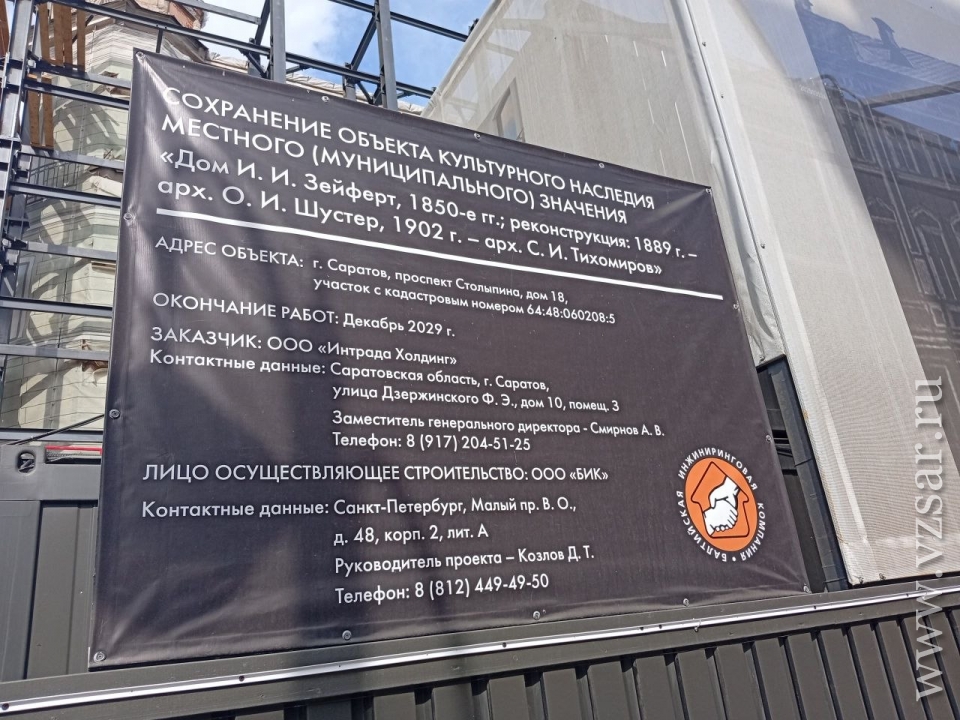 СОХРАНЕНИЕ ОБЪЕКТА КУЛЬТУРНОГО НАСЛЕДИЯ
МЕСТНОГО (МУНИЦИПАЛЬНОГО) ЗНАЧЕНИЯ
«Дом И. И. Зейферт, 1850-е гг.; реконструкция: 1889 г. –
арх. О. И. Шустер, 1902 г. – арх. С. И. Тихомиров»
АДРЕС ОБЪЕКТА: г. Саратов, проспект Столыпина, дом 18,
участок с кадастровым номером 64:48:060208:5
ОКОНЧАНИЕ РАБОТ: Декабрь 2029 г.
ЗАКАЗЧИК: ООО «Интрада Холдинг»
Контактные данные: Саратовская область, г. Саратов,
улица Дзержинского Ф. Э., дом 10, помещ. 3
Заместитель генерального директора - Смирнов А. В.
Телефон: 8 (917) 204-51-25
ЛИЦО ОСУЩЕСТВЛЯЮЩЕЕ СТРОИТЕЛЬСТВО: ООО «БИК»
Контактные данные: Санкт-Петербург, Малый пр. В. О.,
д. 48, корп. 2, лит. А
Руководитель проекта – Козлов Д. Т.
Телефон: 8 (812) 449-49-50
БАЛТИЙСКАЯ ИНЖИНИРИНГОВАЯ КОМПАНИЯ •
www.vzsar.ru